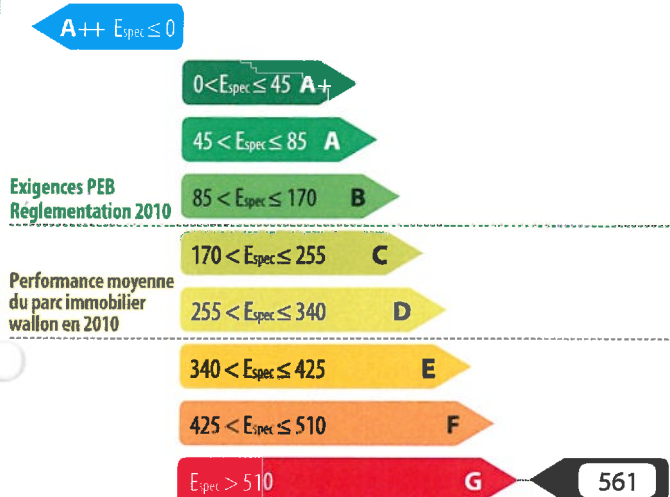 A++ Espec ≤ 0
0<Espec ≤ 45 A+
45 < Espec ≤ 85 A
Exigences PEB
Réglementation 2010
85 < Espec ≤ 170 B
170 < Espec ≤ 255 C
Performance moyenne
du parc immobilier
wallon en 2010
255 < Espec ≤ 340 D
340 < Espec ≤ 425 E
425 < Espec ≤ 510 F
Espec > 510 G
561